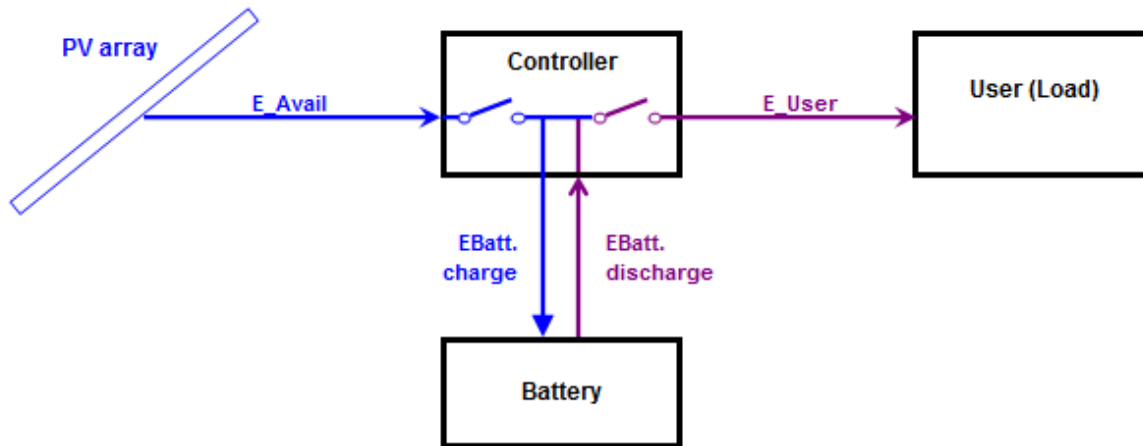 PV array
Controller
User (Load)
E_Avail
E_User
EBatt.
charge
EBatt.
discharge
Battery